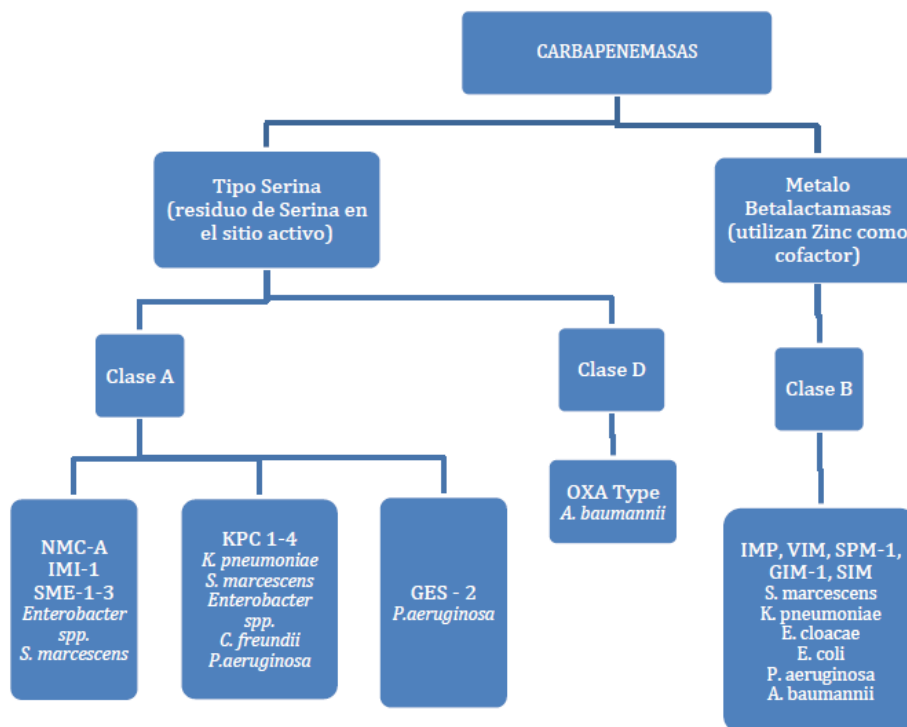 CARBAPENEMASAS
Tipo Serina
(residuo de Serina en
el sitio activo)
Metalo
Betalactamasas
(utilizan Zinc como
cofactor)
Clase A
Clase D
Clase B
NMC-A
IMI-1
SME-1-3
Enterobacter
spp.
S. marcescens
KPC 1-4
K. pneumoniae
S. marcescens
Enterobacter
spp.
C. freundii
P.aeruginosa
GES - 2
P.aeruginosa
OXA Type
A. baumannii
IMP, VIM, SPM-1,
GIM-1, SIM
S. marcescens
K. pneumoniae
E. cloacae
E. coli
P. aeruginosa
A. baumannii